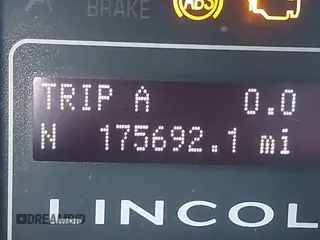 BRAKE
ABS
TRIP A 0.0
N 175692.1 mi
LINCOL
DREAMBID